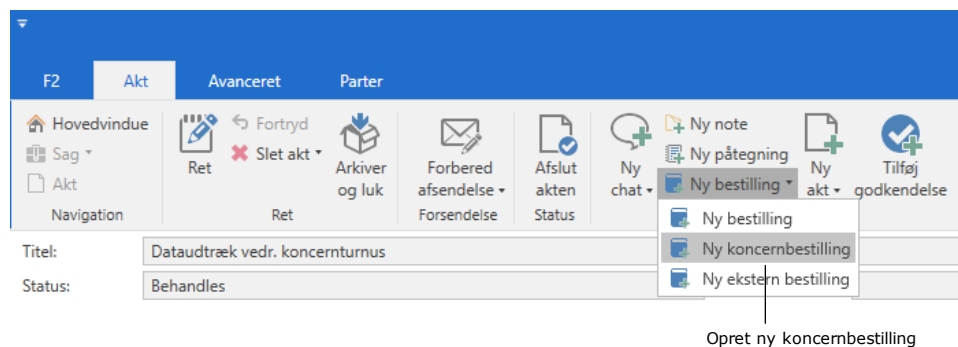 F2 Akt Avanceret Parter
Hovedvindue
Sag
Akt
Navigation
Ret
Fortryd
Slet akt
Arkiver
og luk
Ret
Forbered
afsendelse
Forsendelse
Afslut
akten
Status
Ny
chat
Ny note
Ny påtegning
Ny bestilling
Ny
akt
Tilføj
godkendelse
Ny bestilling
Ny koncernbestilling
Ny ekstern bestilling
Titel: Dataudtræk vedr. koncernturnus
Status: Behandles
Opret ny koncernbestilling